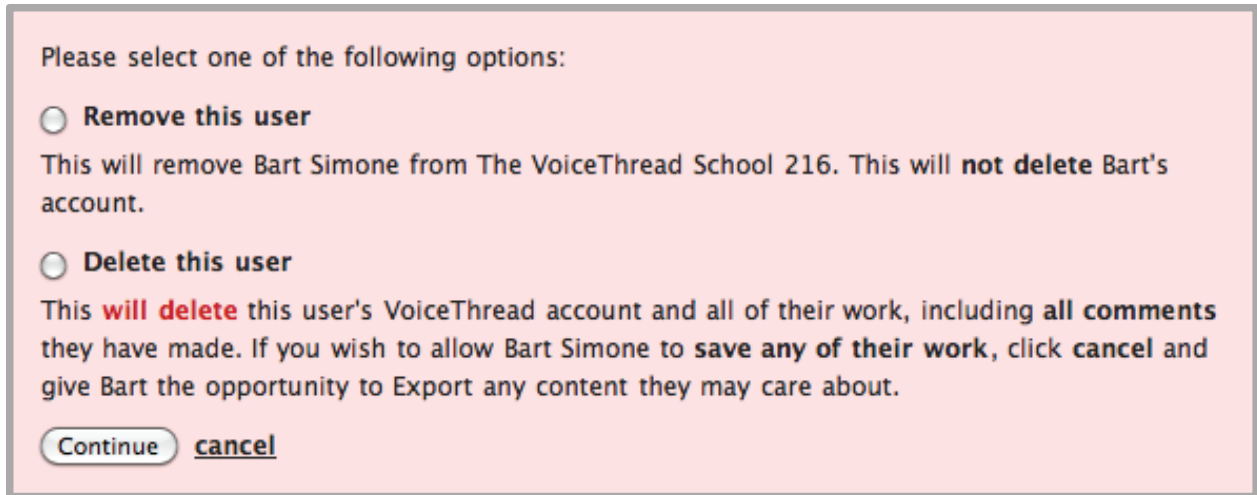 Please select one of the following options:
Remove this user
This will remove Bart Simone from The VoiceThread School 216. This will not delete Bart's
account.
Delete this user
This will delete this user's VoiceThread account and all of their work, including all comments
they have made. If you wish to allow Bart Simone to save any of their work, click cancel and
give Bart the opportunity to Export any content they may care about.
Continue cancel